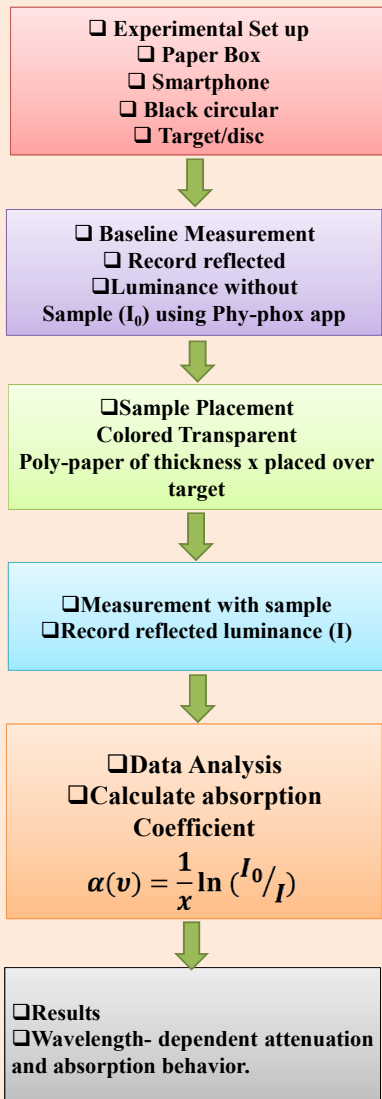 ❑ Experimental Set up
❑ Paper Box
❑ Smartphone
❑ Black circular
❑ Target/disc
❑ Baseline Measurement
❑ Record reflected
❑Luminance without
Sample (I₀) using Phy-phox app
❑Sample Placement
Colored Transparent
Poly-paper of thickness x placed over
target
❑Measurement with sample
❑Record reflected luminance (I)
❑Data Analysis
❑Calculate absorption
Coefficient
α(υ) = 1/x ln (I₀/I)
❑Results
❑Wavelength- dependent attenuation
and absorption behavior.